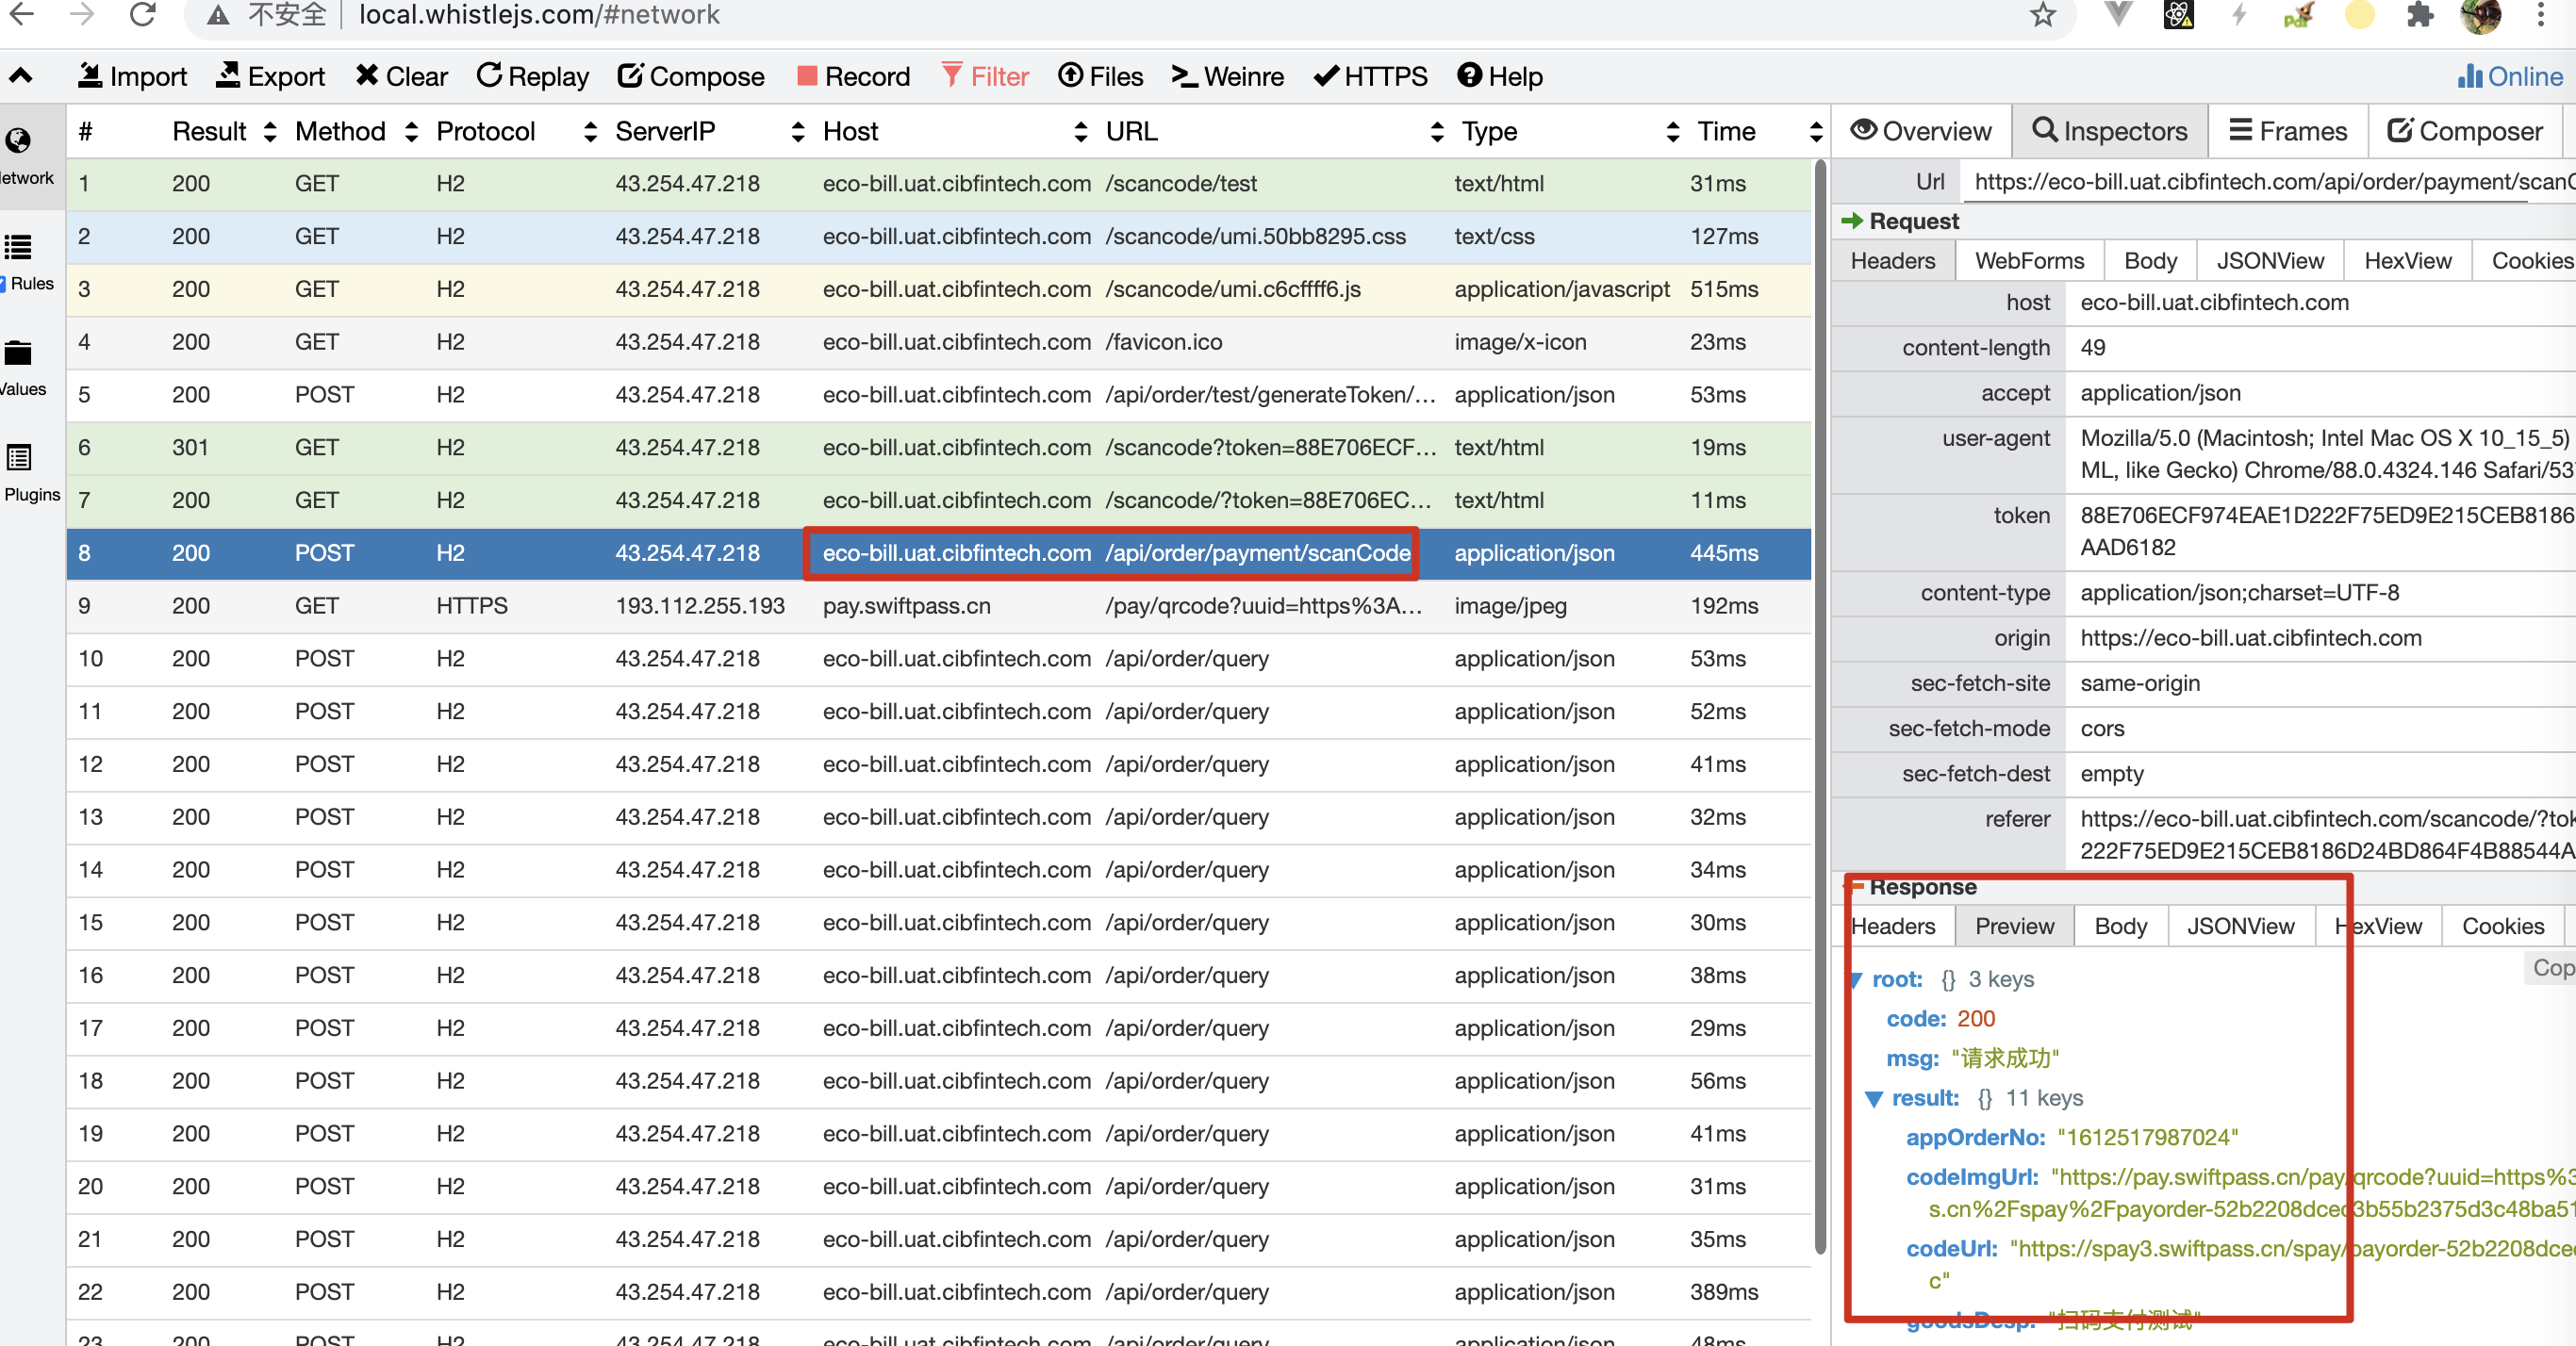 不安全 local.whistlejs.com/#network
Import Export Clear Replay Compose Record Filter Files Weinre HTTPS Help Online
# Result Method Protocol ServerIP Host URL Type Time
1 200 GET H2 43.254.47.218 eco-bill.uat.cibfintech.com /scancode/test text/html 31ms
2 200 GET H2 43.254.47.218 eco-bill.uat.cibfintech.com /scancode/umi.50bb8295.css text/css 127ms
3 200 GET H2 43.254.47.218 eco-bill.uat.cibfintech.com /scancode/umi.c6cffff6.js application/javascript 515ms
4 200 GET H2 43.254.47.218 eco-bill.uat.cibfintech.com /favicon.ico image/x-icon 23ms
5 200 POST H2 43.254.47.218 eco-bill.uat.cibfintech.com /api/order/test/generateToken/... application/json 53ms
6 301 GET H2 43.254.47.218 eco-bill.uat.cibfintech.com /scancode?token=88E706ECF... text/html 19ms
7 200 GET H2 43.254.47.218 eco-bill.uat.cibfintech.com /scancode/?token=88E706EC... text/html 11ms
8 200 POST H2 43.254.47.218 eco-bill.uat.cibfintech.com /api/order/payment/scanCode application/json 445ms
9 200 GET HTTPS 193.112.255.193 pay.swiftpass.cn /pay/qrcode?uuid=https%3A... image/jpeg 192ms
10 200 POST H2 43.254.47.218 eco-bill.uat.cibfintech.com /api/order/query application/json 53ms
11 200 POST H2 43.254.47.218 eco-bill.uat.cibfintech.com /api/order/query application/json 52ms
12 200 POST H2 43.254.47.218 eco-bill.uat.cibfintech.com /api/order/query application/json 41ms
13 200 POST H2 43.254.47.218 eco-bill.uat.cibfintech.com /api/order/query application/json 32ms
14 200 POST H2 43.254.47.218 eco-bill.uat.cibfintech.com /api/order/query application/json 34ms
15 200 POST H2 43.254.47.218 eco-bill.uat.cibfintech.com /api/order/query application/json 30ms
16 200 POST H2 43.254.47.218 eco-bill.uat.cibfintech.com /api/order/query application/json 38ms
17 200 POST H2 43.254.47.218 eco-bill.uat.cibfintech.com /api/order/query application/json 29ms
18 200 POST H2 43.254.47.218 eco-bill.uat.cibfintech.com /api/order/query application/json 56ms
19 200 POST H2 43.254.47.218 eco-bill.uat.cibfintech.com /api/order/query application/json 41ms
20 200 POST H2 43.254.47.218 eco-bill.uat.cibfintech.com /api/order/query application/json 31ms
21 200 POST H2 43.254.47.218 eco-bill.uat.cibfintech.com /api/order/query application/json 35ms
22 200 POST H2 43.254.47.218 eco-bill.uat.cibfintech.com /api/order/query application/json 389ms
23 200 POST H2 43.254.47.218 eco-bill.uat.cibfintech.com /api/order/query application/json 48ms
etwork
Rules
Values
Plugins
Overview Inspectors Frames Composer
Url https://eco-bill.uat.cibfintech.com/api/order/payment/scanC
Request
Headers WebForms Body JSONView HexView Cookies
host eco-bill.uat.cibfintech.com
content-length 49
accept application/json
user-agent Mozilla/5.0 (Macintosh; Intel Mac OS X 10_15_5)
ML, like Gecko) Chrome/88.0.4324.146 Safari/53
token 88E706ECF974EAE1D222F75ED9E215CEB8186
AAD6182
content-type application/json;charset=UTF-8
origin https://eco-bill.uat.cibfintech.com
sec-fetch-site same-origin
sec-fetch-mode cors
sec-fetch-dest empty
referer https://eco-bill.uat.cibfintech.com/scancode/?tok
222F75ED9E215CEB8186D24BD864F4B88544A
Response
Headers Preview Body JSONView HexView Cookies
Cop
root: {} 3 keys
code: 200
msg: "请求成功"
result: {} 11 keys
appOrderNo: "1612517987024"
codeImgUrl: "https://pay.swiftpass.cn/pay/qrcode?uuid=https%3
s.cn%2Fspay%2Fpayorder-52b2208dced3b55b2375d3c48ba51
codeUrl: "https://spay3.swiftpass.cn/spay/payorder-52b2208dce
c"
goodsDesp: "扫码支付测试"